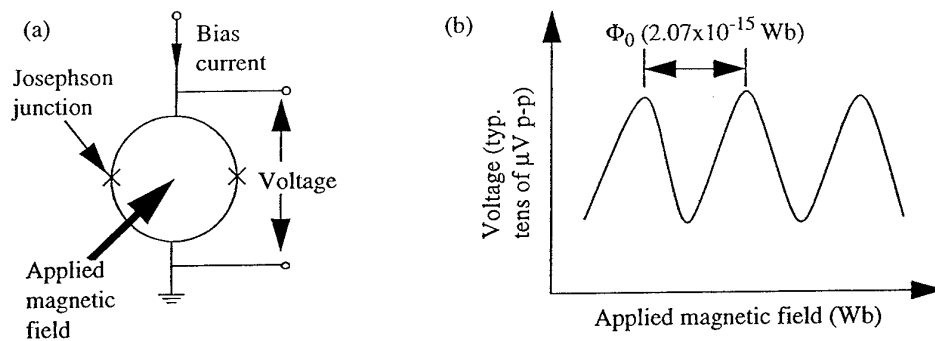 (a)
Bias
current
Josephson
junction
Voltage
Applied
magnetic
field
(b)
Φ₀ (2.07x10⁻¹⁵ Wb)
Voltage (typ.
tens of µV p-p)
Applied magnetic field (Wb)